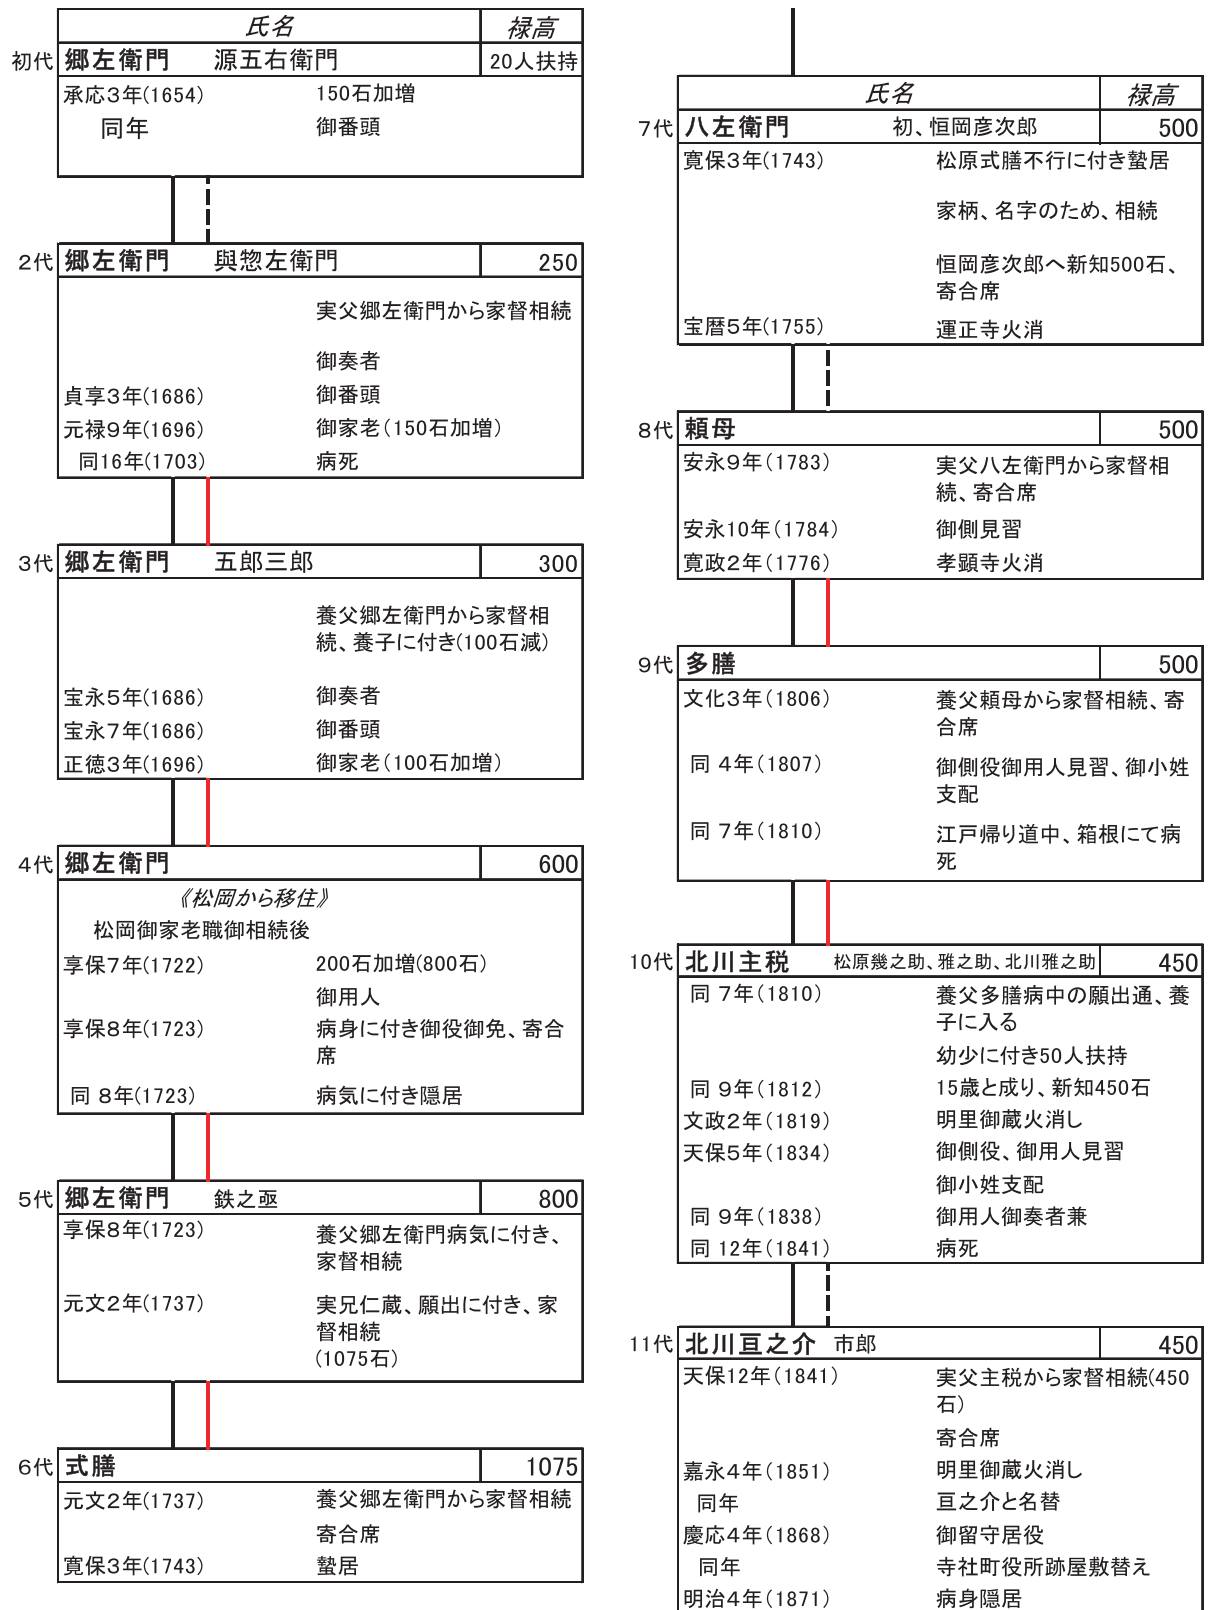 氏名 禄高
初代 郷左衛門 源五右衛門 20人扶持
承応3年(1654) 150石加増
同年 御番頭
2代 郷左衛門 與惣左衛門 250
実父郷左衛門から家督相続
御奏者
貞享3年(1686) 御番頭
元禄9年(1696) 御家老(150石加増)
同16年(1703) 病死
3代 郷左衛門 五郎三郎 300
養父郷左衛門から家督相
続、養子に付き(100石減)
宝永5年(1686) 御奏者
宝永7年(1686) 御番頭
正徳3年(1696) 御家老(100石加増)
4代 郷左衛門 600
《松岡から移住》
松岡御家老職御相続後
享保7年(1722) 200石加増(800石)
御用人
享保8年(1723) 病身に付き御役御免、寄合
席
同 8年(1723) 病気に付き隠居
5代 郷左衛門 鉄之亟 800
享保8年(1723) 養父郷左衛門病気に付き、
家督相続
元文2年(1737) 実兄仁蔵、願出に付き、家
督相続
(1075石)
6代 式膳 1075
元文2年(1737) 養父郷左衛門から家督相続
寄合席
寛保3年(1743) 蟄居
氏名 禄高
7代 八左衛門 初、恒岡彦次郎 500
寛保3年(1743) 松原式膳不行に付き蟄居
家柄、名字のため、相続
恒岡彦次郎へ新知500石、
寄合席
宝暦5年(1755) 運正寺火消
8代 頼母 500
安永9年(1783) 実父八左衛門から家督相
続、寄合席
安永10年(1784) 御側見習
寛政2年(1776) 孝顕寺火消
9代 多膳 500
文化3年(1806) 養父頼母から家督相続、寄
合席
同 4年(1807) 御側役御用人見習、御小姓
支配
同 7年(1810) 江戸帰り道中、箱根にて病
死
10代 北川主税 松原幾之助、雅之助、北川雅之助 450
同 7年(1810) 養父多膳病中の願出通、養
子に入る
幼少に付き50人扶持
同 9年(1812) 15歳と成り、新知450石
文政2年(1819) 明里御蔵火消し
天保5年(1834) 御側役、御用人見習
御小姓支配
同 9年(1838) 御用人御奏者兼
同 12年(1841) 病死
11代 北川亘之介 市郎 450
天保12年(1841) 実父主税から家督相続(450
石)
寄合席
嘉永4年(1851) 明里御蔵火消し
同年 亘之介と名替
慶応4年(1868) 御留守居役
同年 寺社町役所跡屋敷替え
明治4年(1871) 病身隠居